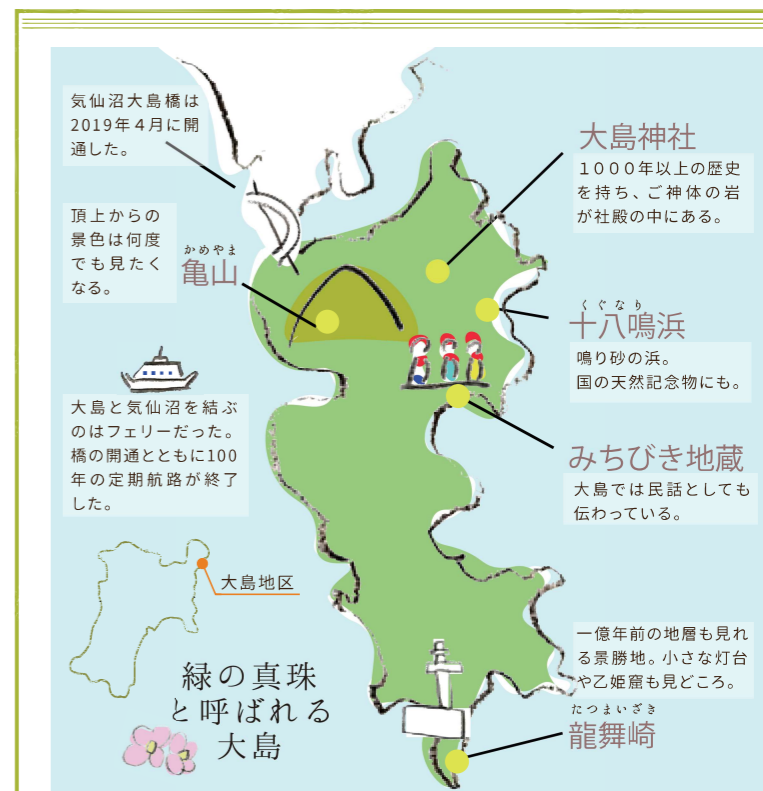 気仙沼大島橋は
2019年4月に開
通した。
頂上からの
景色は何度
でも見たく
なる。
かめやま
亀山
大島神社
1000年以上の歴史
を持ち、ご神体の岩
が社殿の中にある。
くぐなり
十八鳴浜
鳴り砂の浜。
国の天然記念物にも。
みちびき地蔵
大島では民話としても
伝わっている。
大島と気仙沼を結ぶ
のはフェリーだった。
橋の開通とともに100
年の定期航路が終了
した。
大島地区
緑の真珠
と呼ばれる
大島
一億年前の地層も見れ
る景勝地。小さな灯台
や乙姫窟も見どころ。
たつまいざき
龍舞崎